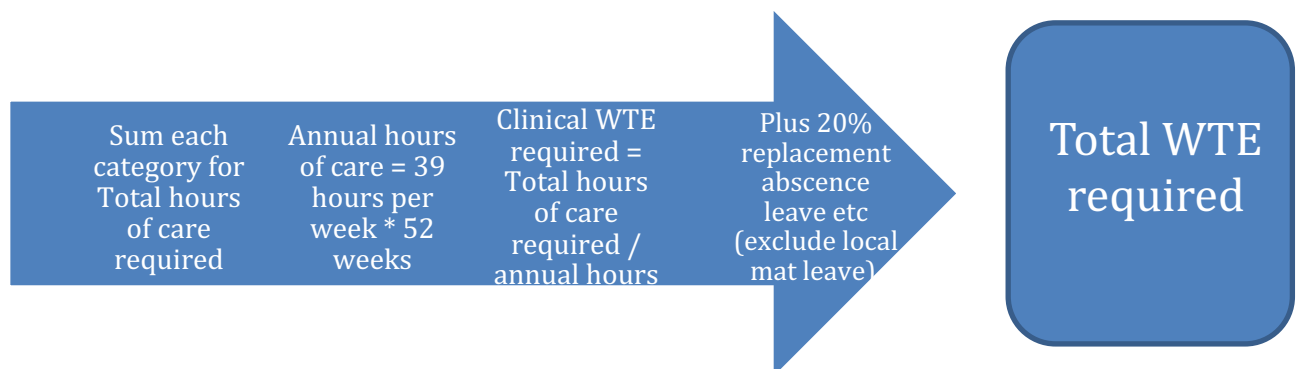 Sum each
category for
Total hours
of care
required
Annual hours
of care = 39
hours per
week * 52
weeks
Clinical WTE
required =
Total hours
of care
required /
annual hours
Plus 20%
replacement
abscence
leave etc
(exclude local
mat leave)
Total WTE
required